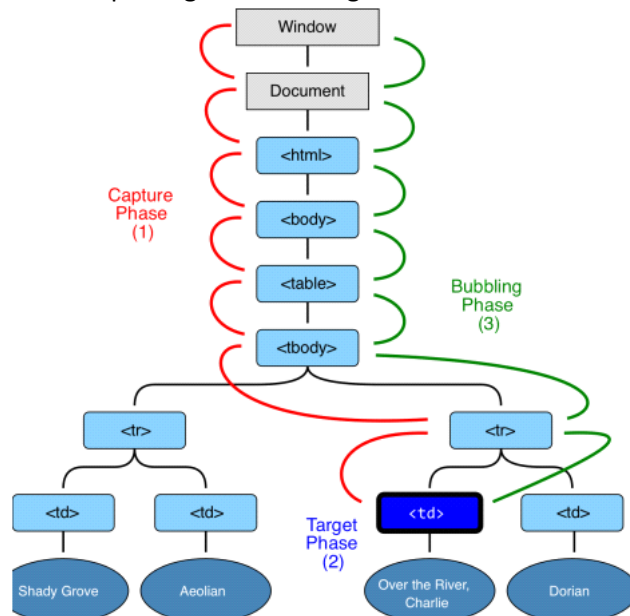 Window
Document
<html>
Capture
Phase
(1)
<body>
<table>
Bubbling
Phase
(3)
<tbody>
<tr>
<tr>
<td>
<td>
<td>
<td>
Target
Phase
(2)
Shady Grove
Aeolian
Over the River,
Charlie
Dorian